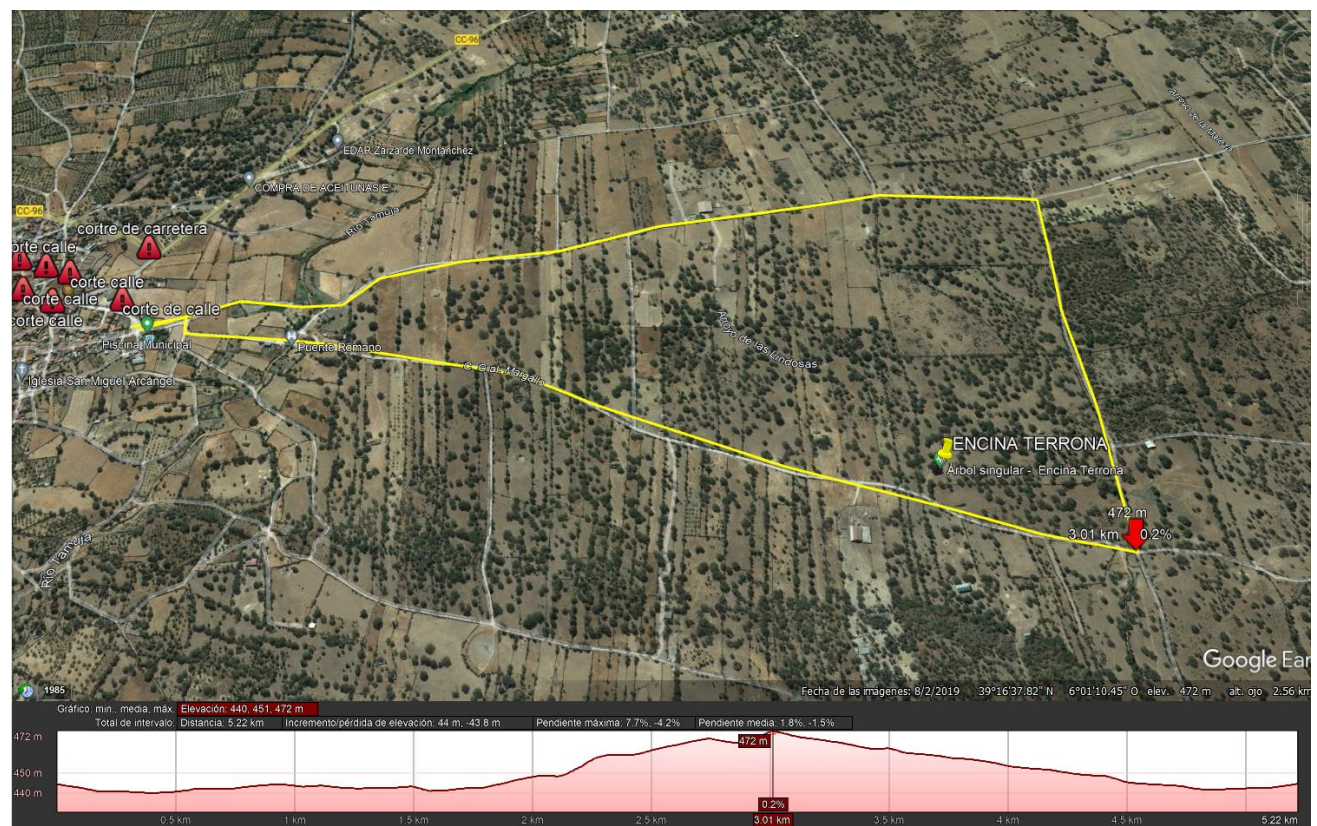 CC-96
EDAR Zarza de Montánchez
COMPRA DE ACEITUNAS E...
CC-96
Río Tamuja
cortre de carretera
orte calle
corte calle
corte calle
corte de calle
corte calle
Piscina Municipal
Puente Romano
Iglesia San Miguel Arcángel
C. Gral. Margallo
Arroyo de las Lindosas
ENCINA TERRONA
Árbol singular - Encina Terrona
472 m
3.01 km 0.2%
Río Tamuja
Google Ear
1985
Fecha de las imágenes: 8/2/2019 39°16'37.82" N 6°01'10.45" O elev. 472 m alt. ojo 2.56 km
Gráfico: mín., media, máx. Elevación: 440, 451, 472 m
Total de intervalo: Distancia: 5.22 km Incremento/pérdida de elevación: 44 m, -43.8 m Pendiente máxima: 7.7%, -4.2% Pendiente media: 1.8%, -1.5%
472 m
472 m
450 m
440 m
0.2%
0.5 km 1 km 1.5 km 2 km 2.5 km 3.01 km 3.5 km 4 km 4.5 km 5.22 km